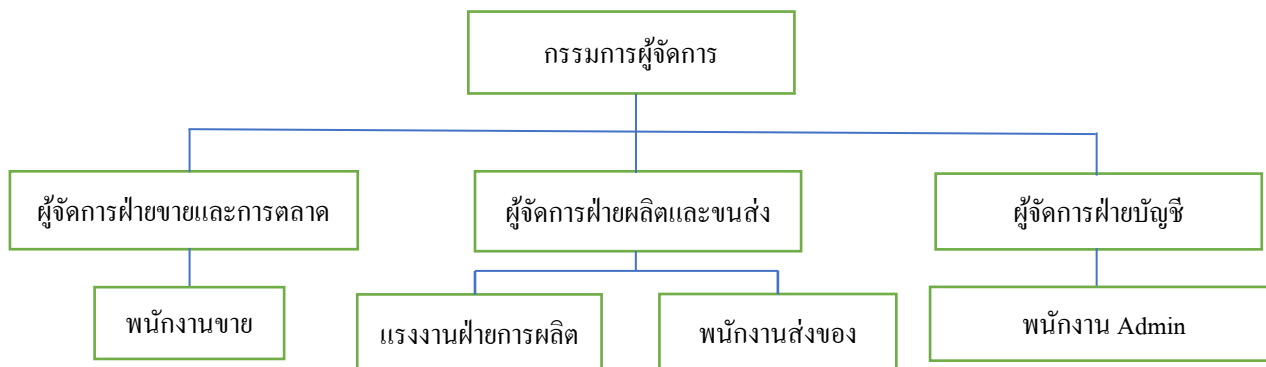 กรรมการผู้จัดการ
ผู้จัดการฝ่ายขายและการตลาด
ผู้จัดการฝ่ายผลิตและขนส่ง
ผู้จัดการฝ่ายบัญชี
พนักงานขาย
แรงงานฝ่ายการผลิต
พนักงานส่งของ
พนักงาน Admin